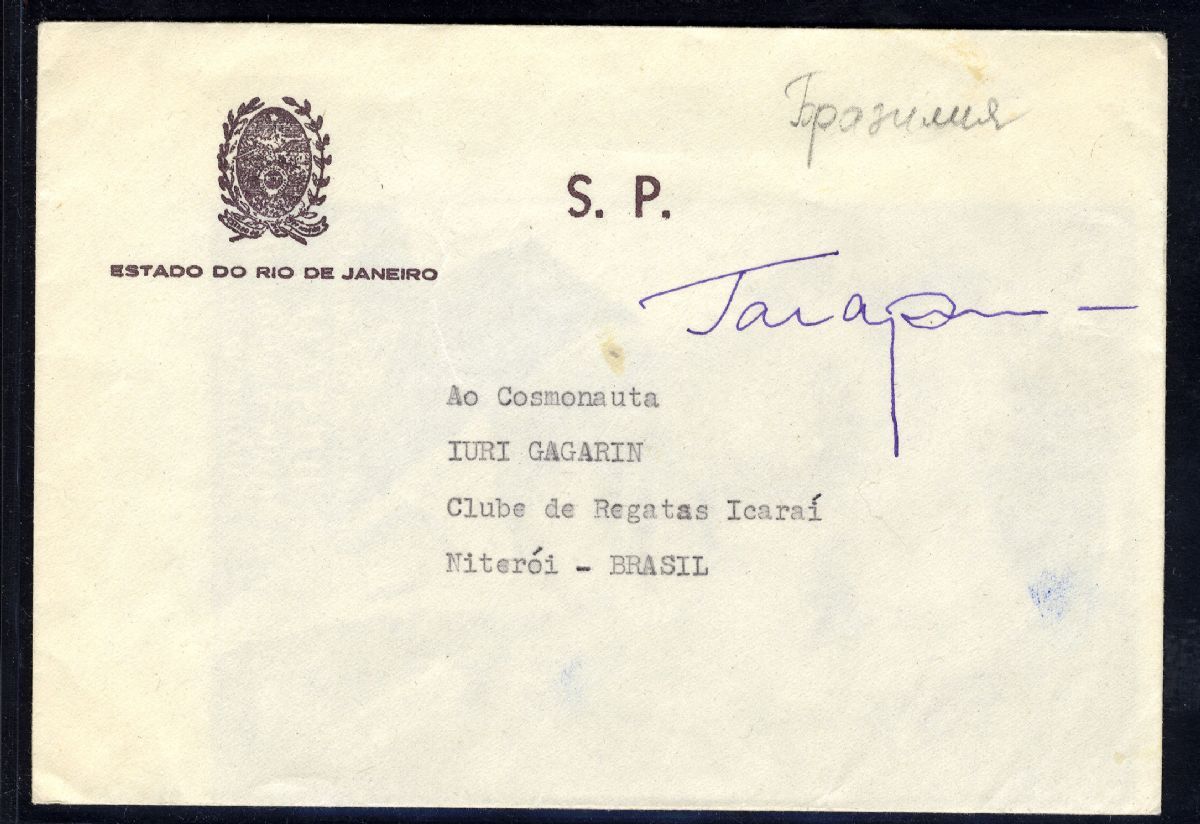 Бразилия
S. P.
ESTADO DO RIO DE JANEIRO
Гагарин
Ao Cosmonauta
IURI GAGARIN
Clube de Regatas Icaraí
Niterói - BRASIL